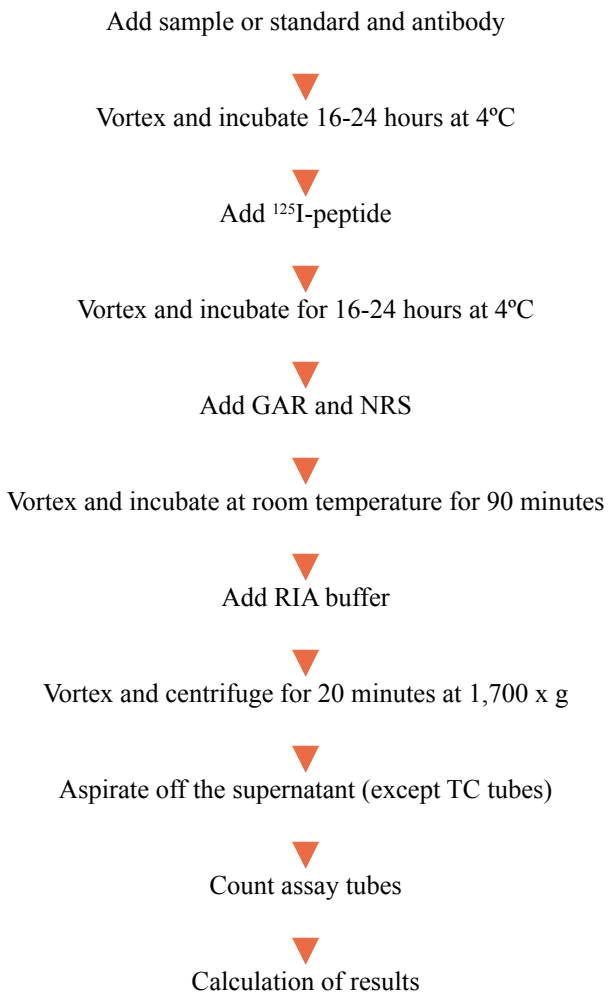 Add sample or standard and antibody
Vortex and incubate 16-24 hours at 4ºC
Add ¹²⁵I-peptide
Vortex and incubate for 16-24 hours at 4ºC
Add GAR and NRS
Vortex and incubate at room temperature for 90 minutes
Add RIA buffer
Vortex and centrifuge for 20 minutes at 1,700 x g
Aspirate off the supernatant (except TC tubes)
Count assay tubes
Calculation of results